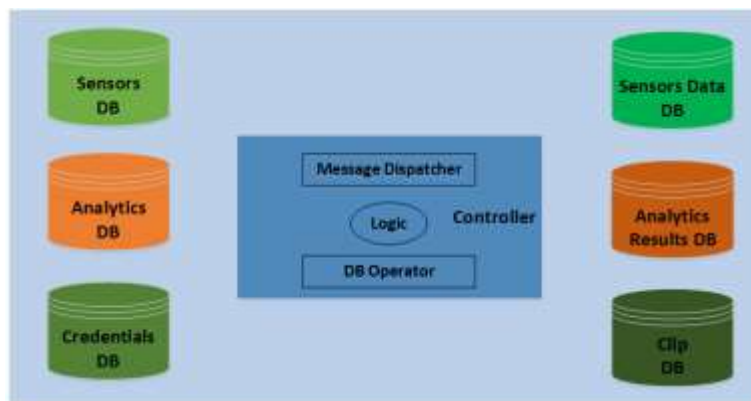 Sensors
DB
Analytics
DB
Credentials
DB
Message Dispatcher
Logic
Controller
DB Operator
Sensors Data
DB
Analytics
Results DB
Clip
DB